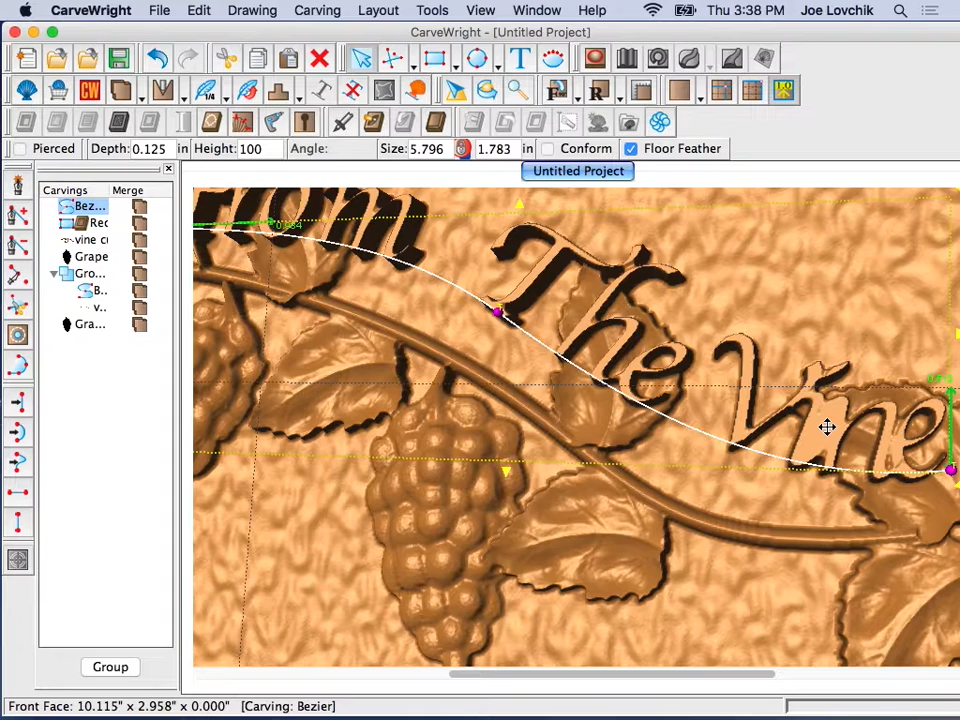 CarveWright File Edit Drawing Carving Layout Tools View Window Help Thu 3:38 PM Joe Lovchik
CarveWright - [Untitled Project]
Pierced Depth: 0.125 in Height: 100 Angle: Size: 5.796 1.783 in Conform Floor Feather
Untitled Project
Carvings Merge
Bez...
Rec
vine cu
Grape
Gro...
B..
v..
Gra...
Group
From
The Vine
Front Face: 10.115" x 2.958" x 0.000" [Carving: Bezier]